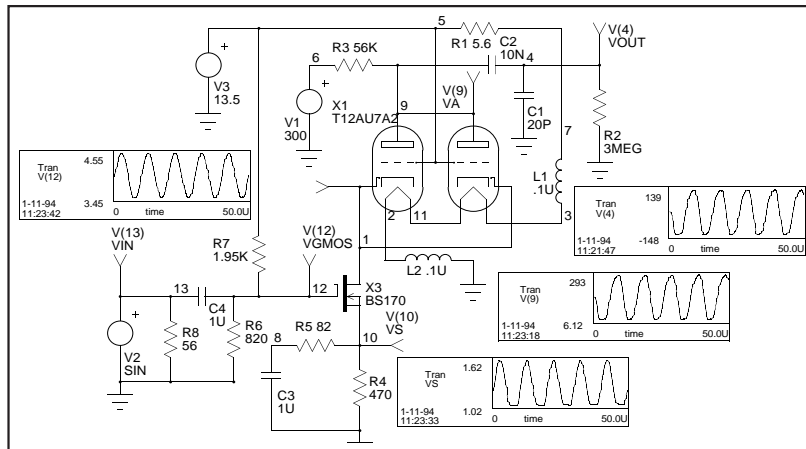 5
R1 5.6
C2
10N
4
V(4)
VOUT
6
R3 56K
V3
13.5
V1
300
X1
T12AU7A2
9
V(9)
VA
C1
20P
7
R2
3MEG
Tran
V(12)
4.55
3.45
1-11-94
11:23:42
0
time
50.0U
L1
.1U
2
11
3
Tran
V(4)
139
-148
1-11-94
11:21:47
0
time
50.0U
V(13)
VIN
R7
1.95K
V(12)
VGMOS
1
L2 .1U
13
12
X3
BS170
Tran
V(9)
293
6.12
1-11-94
11:23:18
0
time
50.0U
C4
1U
R8
56
R6
820
V2
SIN
8
R5 82
10
V(10)
VS
C3
1U
R4
470
Tran
VS
1.62
1.02
1-11-94
11:23:33
0
time
50.0U